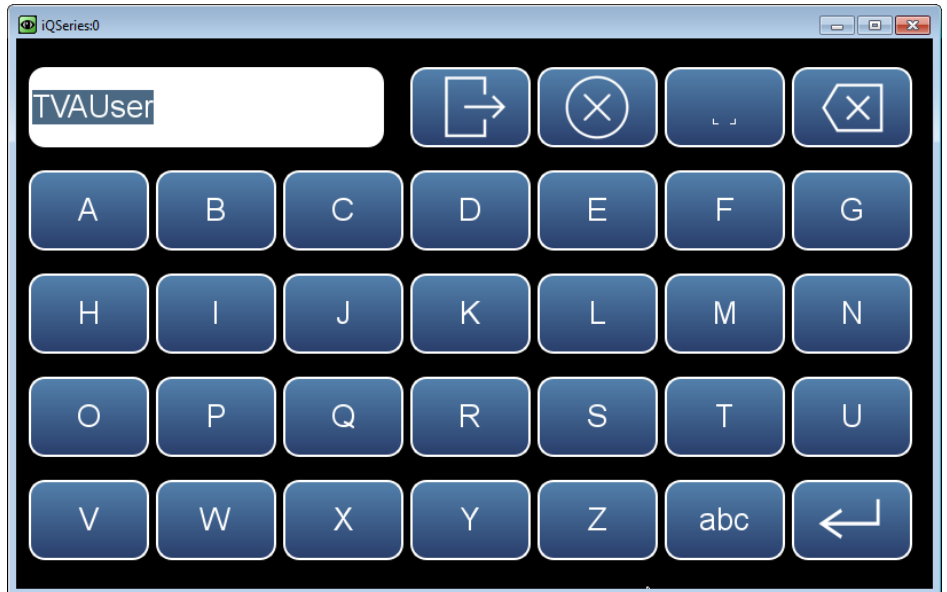 iQSeries:0
TVAUser
A B C D E F G
H I J K L M N
O P Q R S T U
V W X Y Z abc